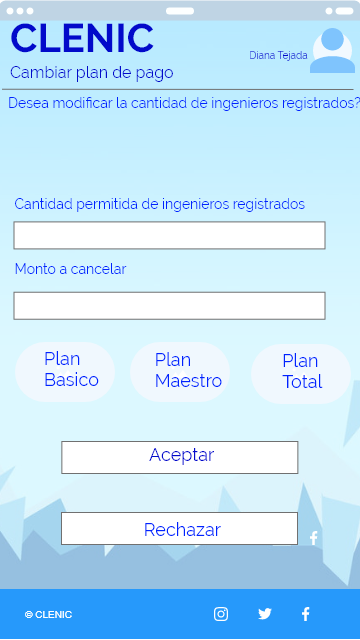 CLENIC
Diana Tejada
Cambiar plan de pago
Desea modificar la cantidad de ingenieros registrados?
Cantidad permitida de ingenieros registrados
Monto a cancelar
Plan
Basico
Plan
Maestro
Plan
Total
Aceptar
Rechazar
© CLENIC